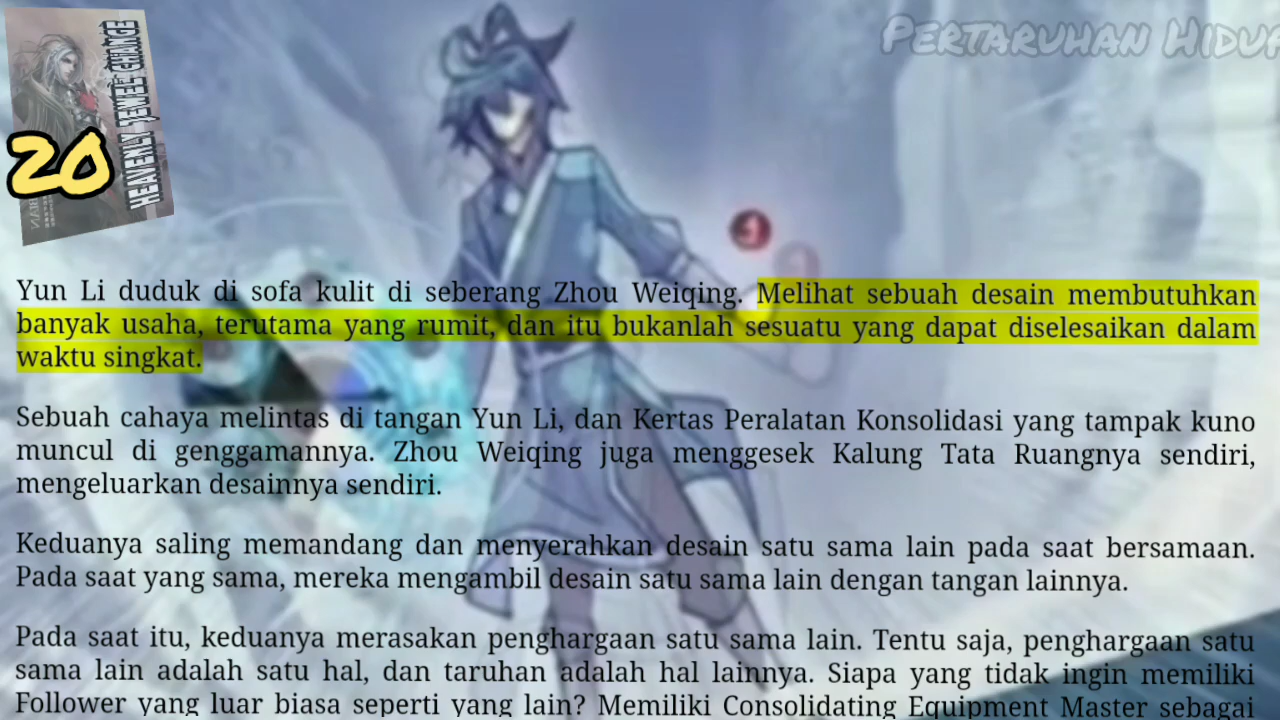 PERTARUHAN HIDUP
HEAVENLY JEWEL CHANGE
20
4
Yun Li duduk di sofa kulit di seberang Zhou Weiqing. Melihat sebuah desain membutuhkan
banyak usaha, terutama yang rumit, dan itu bukanlah sesuatu yang dapat diselesaikan dalam
waktu singkat.
Sebuah cahaya melintas di tangan Yun Li, dan Kertas Peralatan Konsolidasi yang tampak kuno
muncul di genggamannya. Zhou Weiqing juga menggesek Kalung Tata Ruangnya sendiri,
mengeluarkan desainnya sendiri.
Keduanya saling memandang dan menyerahkan desain satu sama lain pada saat bersamaan.
Pada saat yang sama, mereka mengambil desain satu sama lain dengan tangan lainnya.
Pada saat itu, keduanya merasakan penghargaan satu sama lain. Tentu saja, penghargaan satu
sama lain adalah satu hal, dan taruhan adalah hal lainnya. Siapa yang tidak ingin memiliki
Follower yang luar biasa seperti yang lain? Memiliki Consolidating Equipment Master sebagai